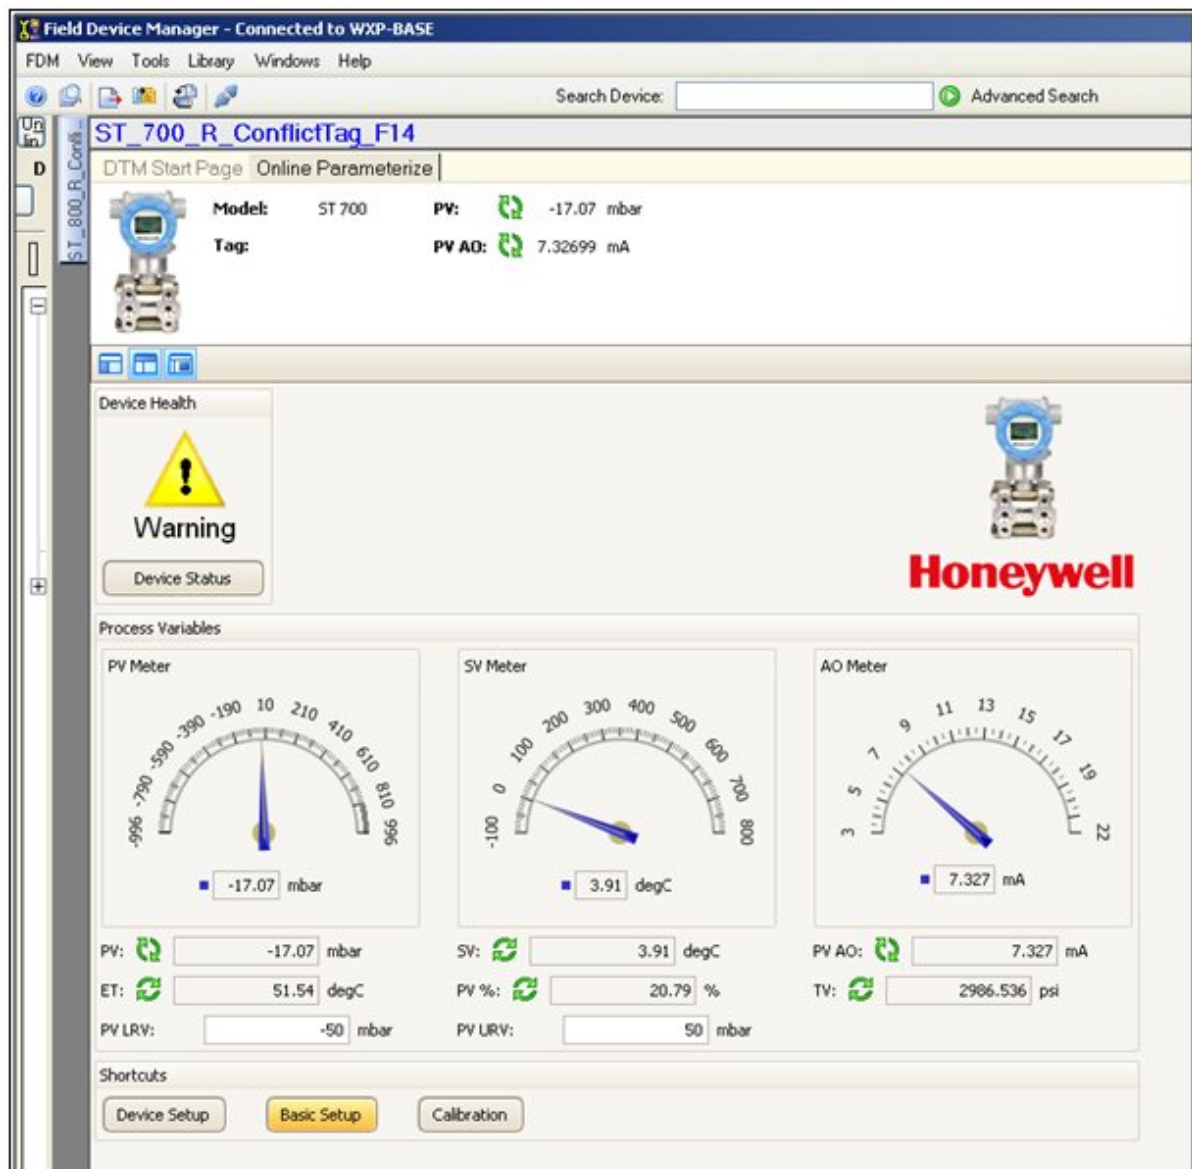 Field Device Manager - Connected to WXP-BASE
FDM View Tools Library Windows Help
Search Device: Advanced Search
ST_700_R_ConflictTag_F14
D
ST_800_R_Confli...
DTM Start Page Online Parameterize
Model: ST 700 PV: -17.07 mbar
Tag: PV AO: 7.32699 mA
Device Health
Warning
Device Status
Honeywell
Process Variables
PV Meter
-996 -790 -590 -390 -190 10 210 410 610 810 996
-17.07 mbar
SV Meter
-100 0 100 200 300 400 500 600 700 800
3.91 degC
AO Meter
3 5 7 9 11 13 15 17 19 22
7.327 mA
PV: -17.07 mbar SV: 3.91 degC PV AO: 7.327 mA
ET: 51.54 degC PV %: 20.79 % TV: 2986.536 psi
PV LRV: -50 mbar PV URV: 50 mbar
Shortcuts
Device Setup Basic Setup Calibration